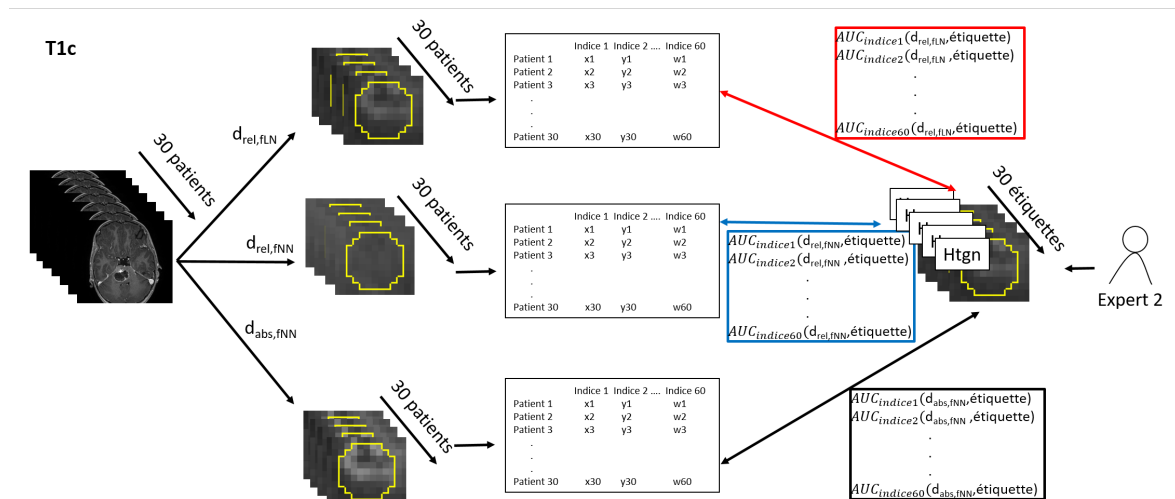 T1c
30 patients
d_rel,fLN
d_rel,fNN
d_abs,fNN
30 patients
Indice 1 Indice 2 .... Indice 60
Patient 1 x1 y1 w1
Patient 2 x2 y2 w2
Patient 3 x3 y3 w3
.
.
.
Patient 30 x30 y30 w60
AUC_indice1(d_rel,fLN,étiquette)
AUC_indice2(d_rel,fLN ,étiquette)
.
.
.
AUC_indice60(d_rel,fLN,étiquette)
30 patients
Indice 1 Indice 2 .... Indice 60
Patient 1 x1 y1 w1
Patient 2 x2 y2 w2
Patient 3 x3 y3 w3
.
.
.
Patient 30 x30 y30 w60
AUC_indice1(d_rel,fNN,étiquette)
AUC_indice2(d_rel,fNN ,étiquette)
.
.
.
AUC_indice60(d_rel,fNN,étiquette)
Htgn
30 étiquettes
Expert 2
30 patients
Indice 1 Indice 2 .... Indice 60
Patient 1 x1 y1 w1
Patient 2 x2 y2 w2
Patient 3 x3 y3 w3
.
.
.
Patient 30 x30 y30 w60
AUC_indice1(d_abs,fNN,étiquette)
AUC_indice2(d_abs,fNN ,étiquette)
.
.
.
AUC_indice60(d_abs,fNN,étiquette)